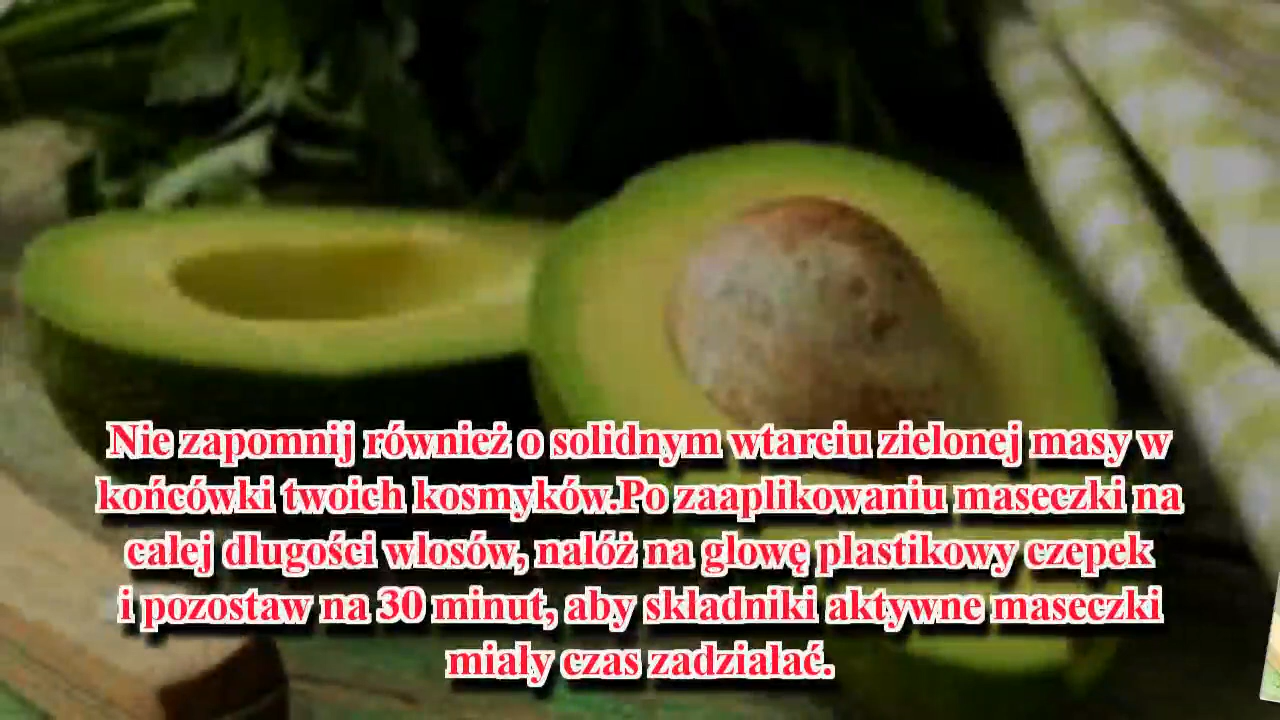 Nie zapomnij również o solidnym wtarciu zielonej masy w
końcówki twoich kosmyków.Po zaaplikowaniu maseczki na
całej długości włosów, nałóż na głowę plastikowy czepek
i pozostaw na 30 minut, aby składniki aktywne maseczki
miały czas zadziałać.